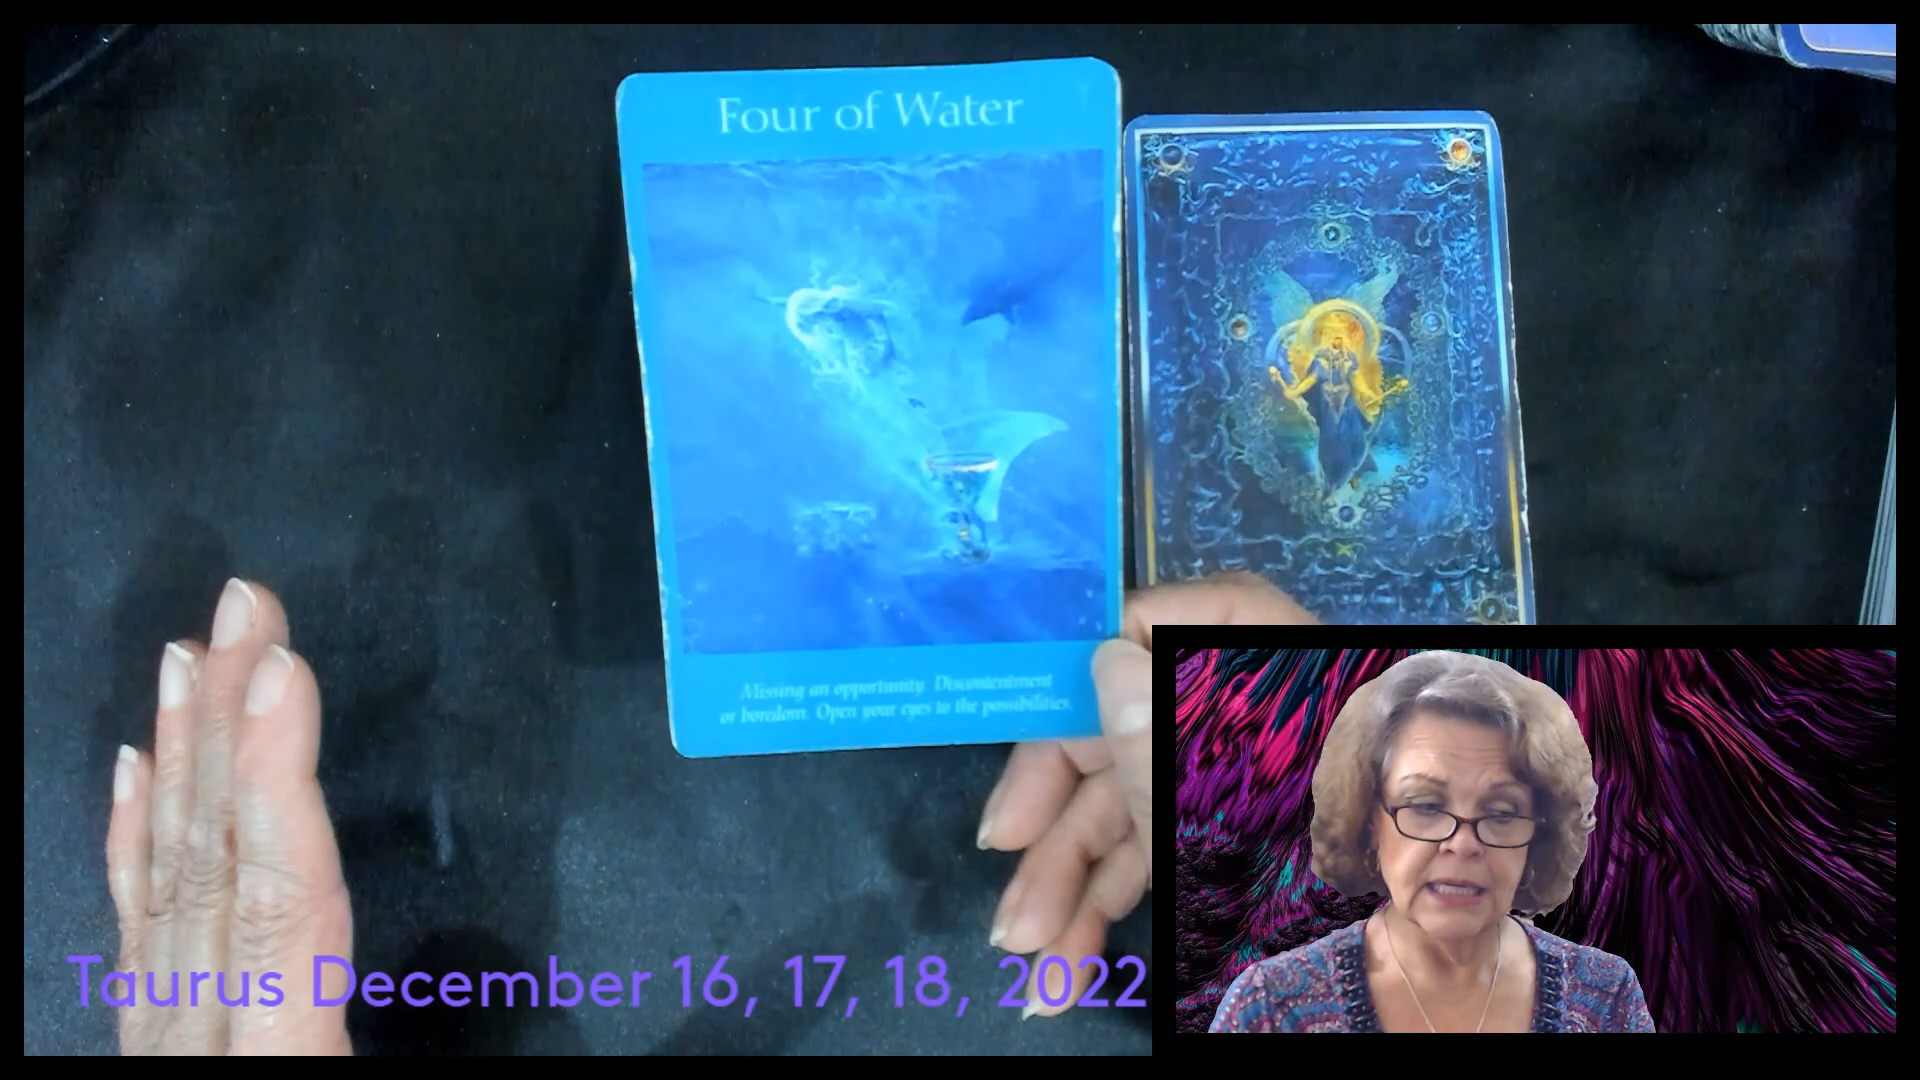 Four of Water
Missing an opportunity. Discontentment
or boredom. Open your eyes to the possibilities.
Taurus December 16, 17, 18, 2022